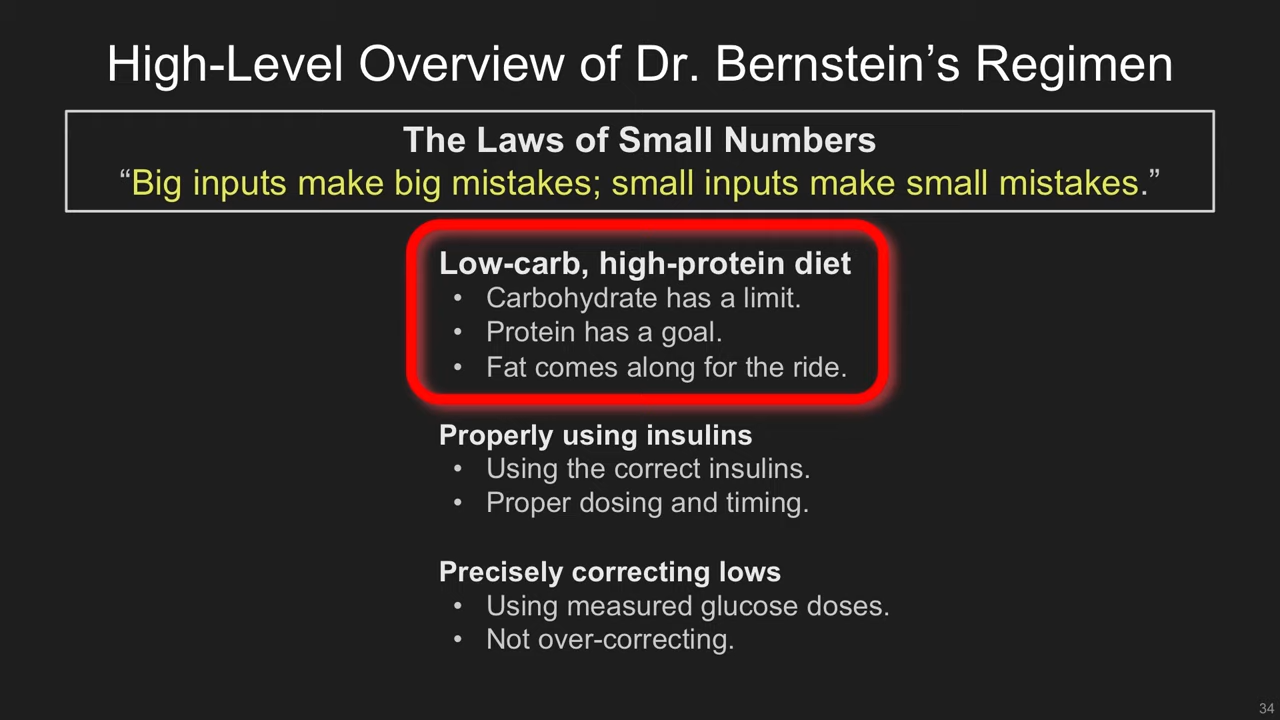 High-Level Overview of Dr. Bernstein’s Regimen
The Laws of Small Numbers
“Big inputs make big mistakes; small inputs make small mistakes.”
Low-carb, high-protein diet
• Carbohydrate has a limit.
• Protein has a goal.
• Fat comes along for the ride.
Properly using insulins
• Using the correct insulins.
• Proper dosing and timing.
Precisely correcting lows
• Using measured glucose doses.
• Not over-correcting.
34